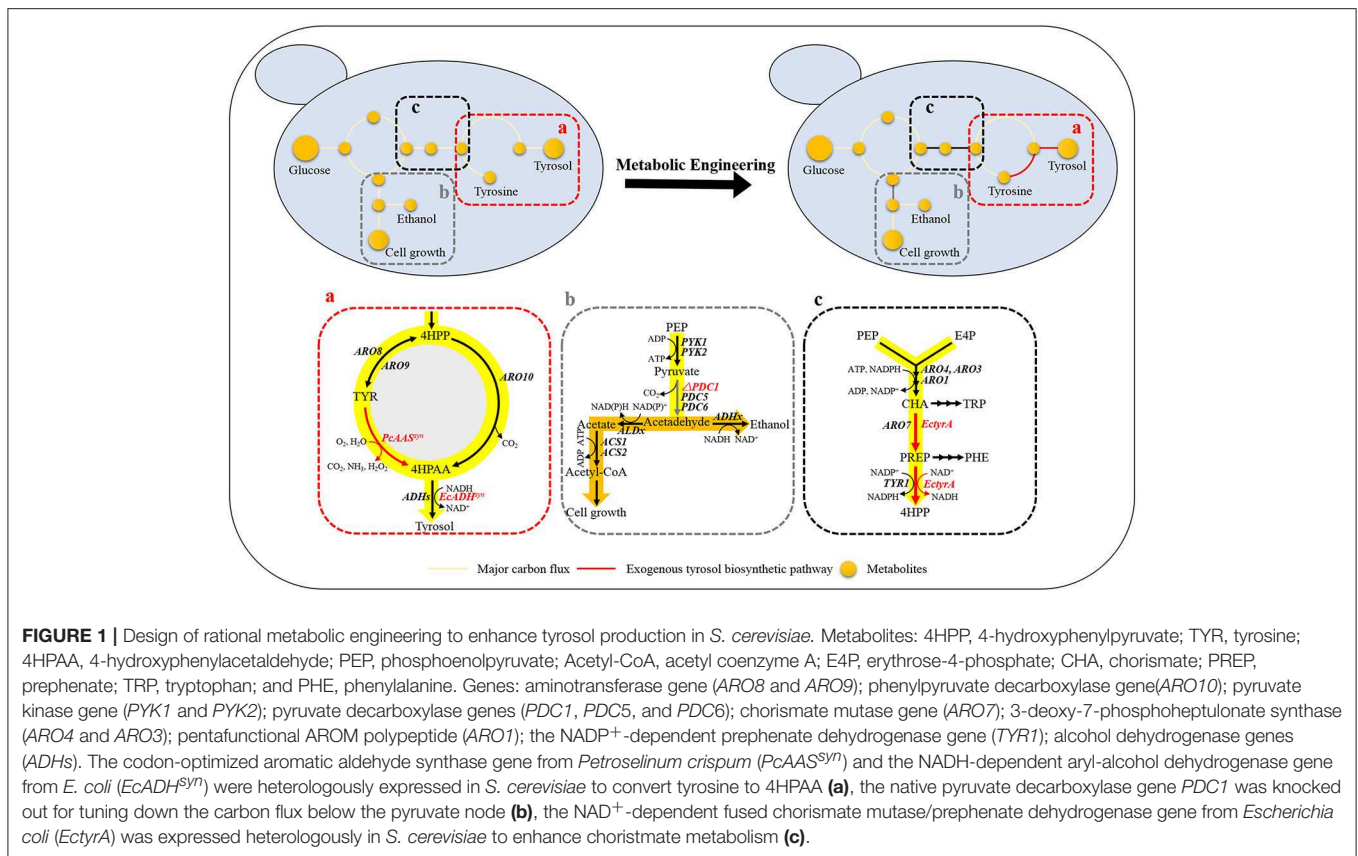 c
a
Glucose
Tyrosol
Tyrosine
b
Ethanol
Cell growth
Metabolic Engineering
c
a
Glucose
Tyrosol
Tyrosine
b
Ethanol
Cell growth
a
4HPP
ARO8
ARO9
ARO10
TYR
PcAASsyn
O2, H2O
CO2, NH3, H2O2
CO2
4HPAA
ADHs
NADH
EcADHsyn
NAD+
Tyrosol
b
PEP
ADP
PYK1
ATP
PYK2
Pyruvate
CO2
△PDC1
PDC5
PDC6
NAD(P)H NAD(P)+
Acetate
Acetadehyde
ADHx
Ethanol
ALDx
NADH NAD+
ATP
ACS1
ADP
ACS2
Acetyl-CoA
Cell growth
c
PEP
E4P
ATP, NADPH
ARO4, ARO3
ARO1
ADP, NADP+
CHA
TRP
ARO7
EctyrA
PREP
PHE
NADP+
NAD+
TYR1
EctyrA
NADPH
NADH
4HPP
Major carbon flux
Exogenous tyrosol biosynthetic pathway
Metabolites
FIGURE 1 | Design of rational metabolic engineering to enhance tyrosol production in S. cerevisiae. Metabolites: 4HPP, 4-hydroxyphenylpyruvate; TYR, tyrosine;
4HPAA, 4-hydroxyphenylacetaldehyde; PEP, phosphoenolpyruvate; Acetyl-CoA, acetyl coenzyme A; E4P, erythrose-4-phosphate; CHA, chorismate; PREP,
prephenate; TRP, tryptophan; and PHE, phenylalanine. Genes: aminotransferase gene (ARO8 and ARO9); phenylpyruvate decarboxylase gene(ARO10); pyruvate
kinase gene (PYK1 and PYK2); pyruvate decarboxylase genes (PDC1, PDC5, and PDC6); chorismate mutase gene (ARO7); 3-deoxy-7-phosphoheptulonate synthase
(ARO4 and ARO3); pentafunctional AROM polypeptide (ARO1); the NADP+-dependent prephenate dehydrogenase gene (TYR1); alcohol dehydrogenase genes
(ADHs). The codon-optimized aromatic aldehyde synthase gene from Petroselinum crispum (PcAASsyn) and the NADH-dependent aryl-alcohol dehydrogenase gene
from E. coli (EcADHsyn) were heterologously expressed in S. cerevisiae to convert tyrosine to 4HPAA (a), the native pyruvate decarboxylase gene PDC1 was knocked
out for tuning down the carbon flux below the pyruvate node (b), the NAD+-dependent fused chorismate mutase/prephenate dehydrogenase gene from Escherichia
coli (EctyrA) was expressed heterologously in S. cerevisiae to enhance choristmate metabolism (c).